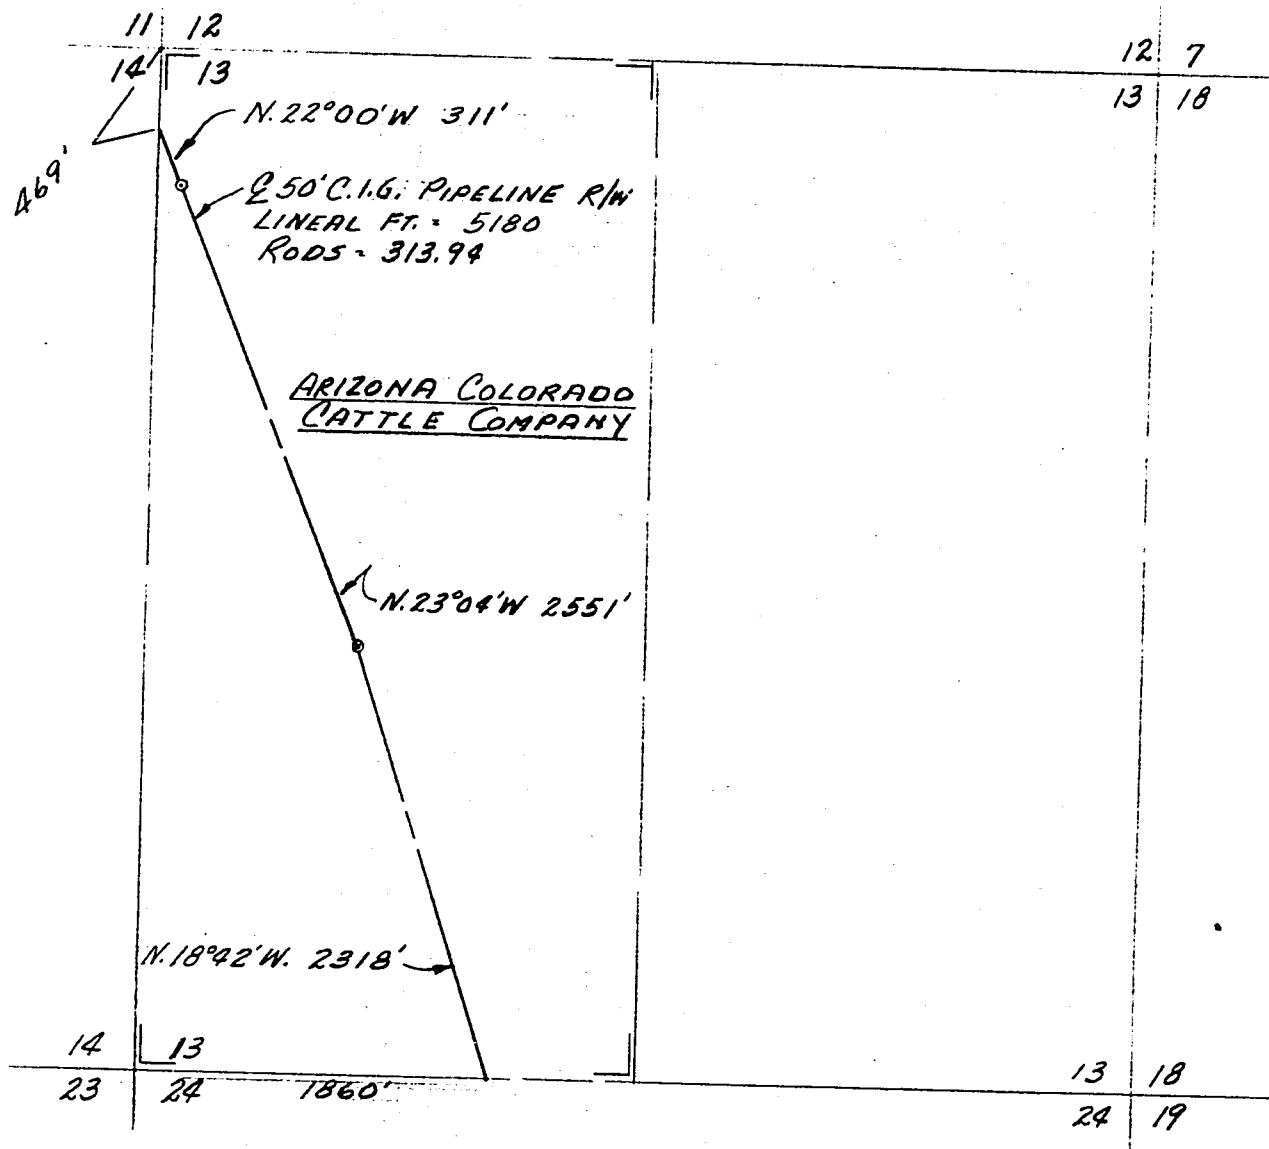 11 12
14 13
12 7
13 18
N. 22°00'W 311'
469'
℄ 50' C.I.G. PIPELINE R/W
LINEAL FT. = 5180
RODS = 313.94
ARIZONA COLORADO
CATTLE COMPANY
N. 23°04'W 2551'
N. 18°42'W. 2318'
14 13
23 24
1860'
13 18
24 19